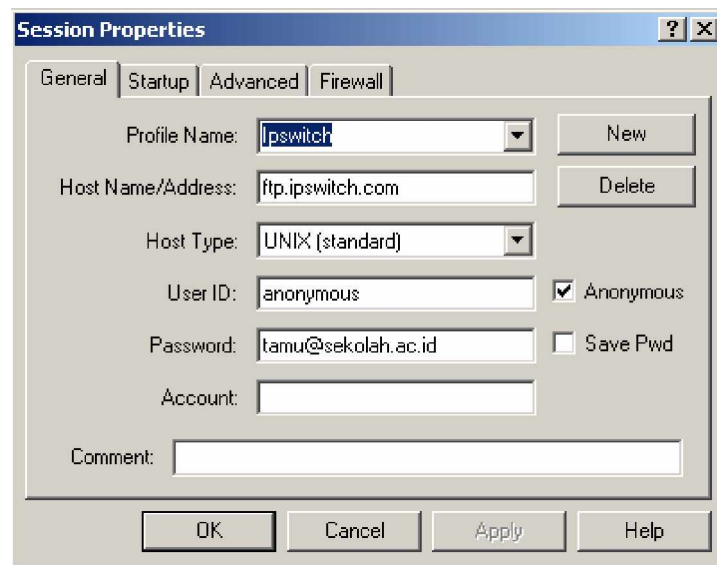 Session Properties
General Startup Advanced Firewall
Profile Name: Ipswitch New
Host Name/Address: ftp.ipswitch.com Delete
Host Type: UNIX (standard)
User ID: anonymous Anonymous
Password: tamu@sekolah.ac.id Save Pwd
Account:
Comment:
OK Cancel Apply Help